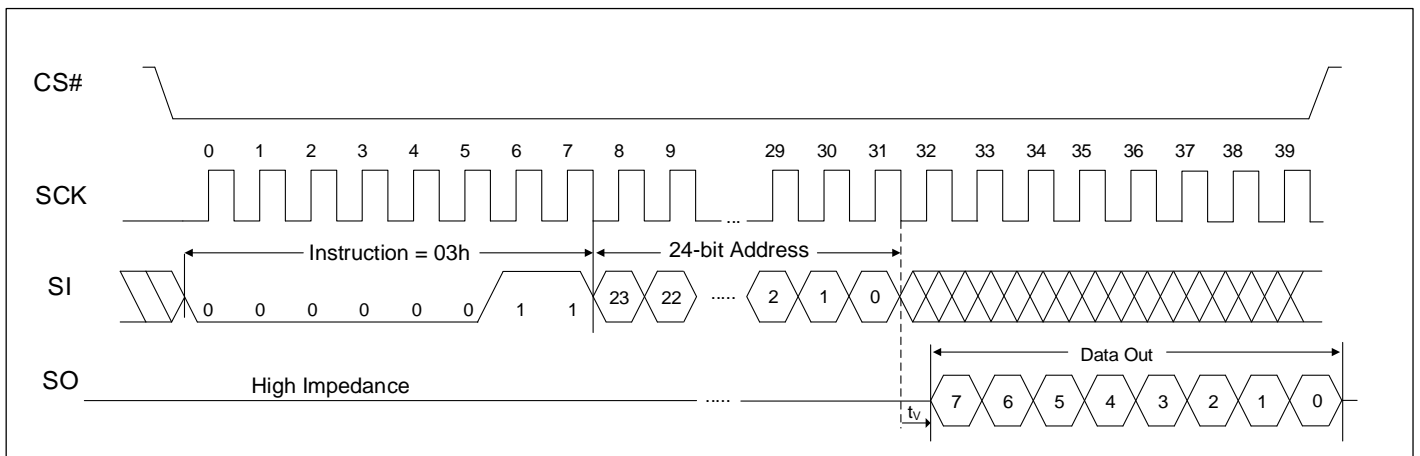 CS#
0 1 2 3 4 5 6 7 8 9 29 30 31 32 33 34 35 36 37 38 39
SCK ...
Instruction = 03h 24-bit Address
SI 0 0 0 0 0 0 1 1 23 22 ..... 2 1 0
Data Out
SO High Impedance ..... 7 6 5 4 3 2 1 0
tV